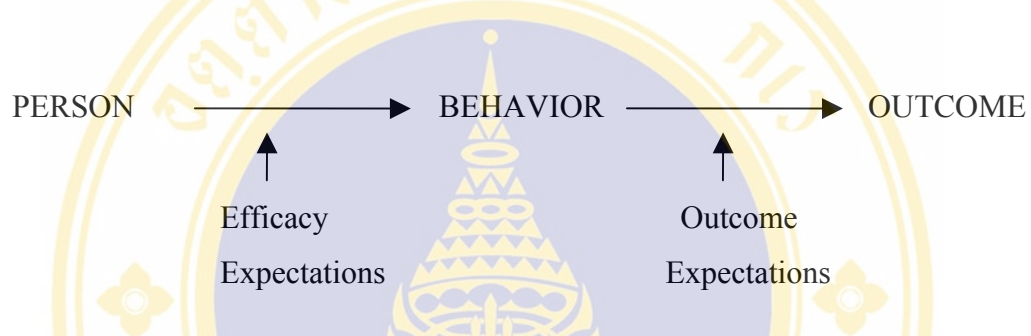 PERSON BEHAVIOR OUTCOME
Efficacy Outcome
Expectations Expectations